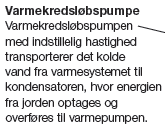 Varmekredsløbspumpe
Varmekredsløbspumpen
med indstillelig hastighed
transporterer det kolde
vand fra varmesystemet til
kondensatoren, hvor energien
fra jorden optages og
overføres til varmepumpen.